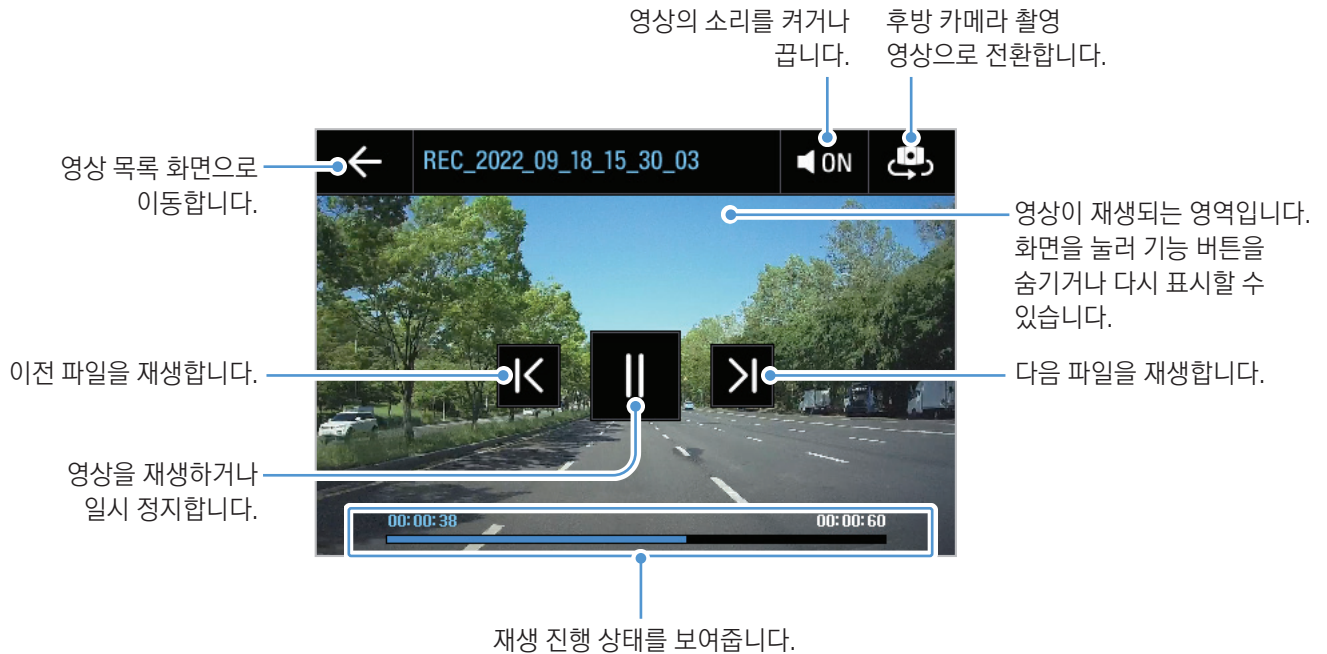 영상의 소리를 켜거나
끕니다.
후방 카메라 촬영
영상으로 전환합니다.
영상 목록 화면으로
이동합니다.
REC_2022_09_18_15_30_03
ON
영상이 재생되는 영역입니다.
화면을 눌러 기능 버튼을
숨기거나 다시 표시할 수
있습니다.
이전 파일을 재생합니다.
다음 파일을 재생합니다.
영상을 재생하거나
일시 정지합니다.
00:00:38
00:00:60
재생 진행 상태를 보여줍니다.